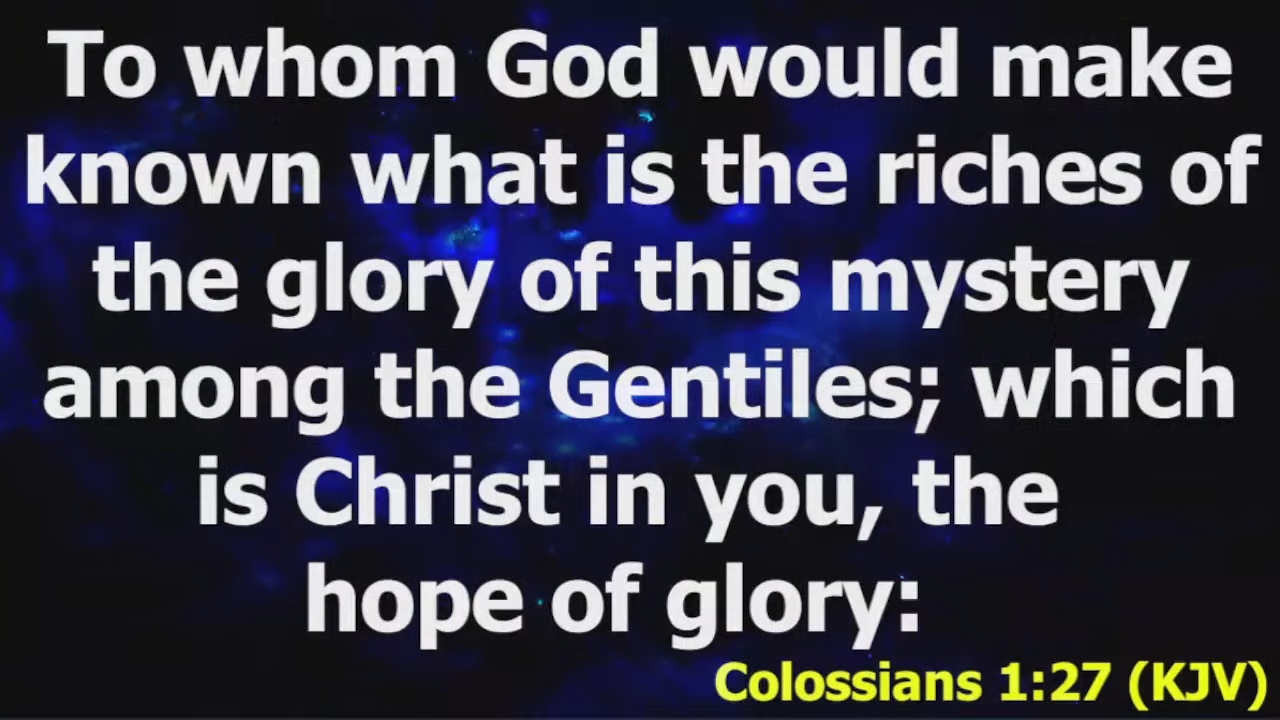 To whom God would make
known what is the riches of
the glory of this mystery
among the Gentiles; which
is Christ in you, the
hope of glory:
Colossians 1:27 (KJV)